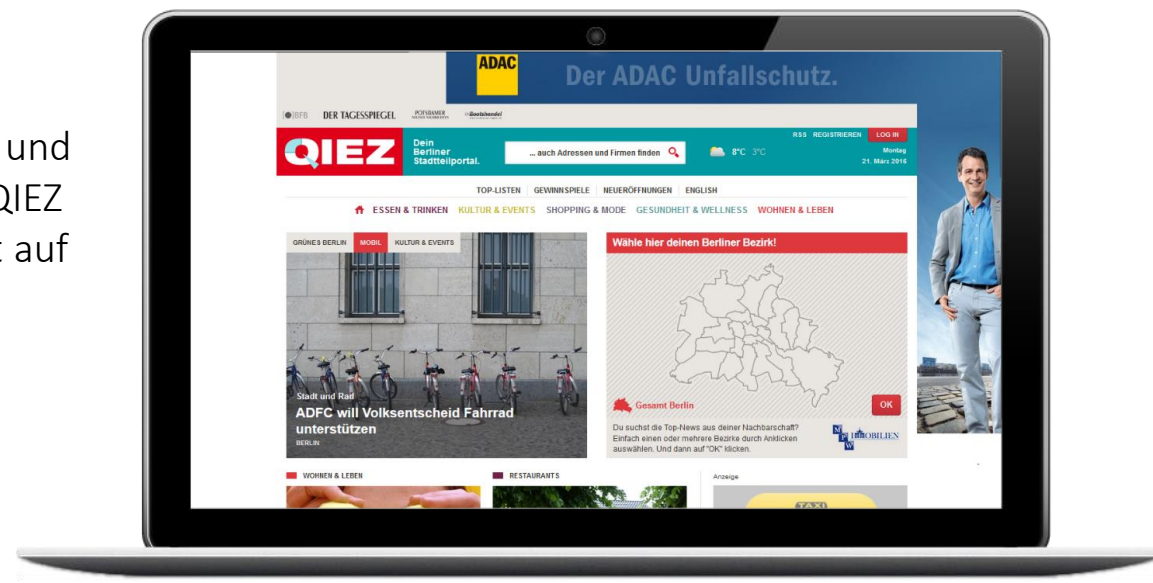 und
QIEZ
auf
ADAC
Der ADAC Unfallschutz.
BFB DER TAGESSPIEGEL
RSS REGISTRIEREN LOG IN
QIEZ
Dein
Berliner
Stadtteilportal.
... auch Adressen und Firmen finden
8°C 3°C
Montag
21. März 2016
TOP-LISTEN GEWINNSPIELE NEUERÖFFNUNGEN ENGLISH
ESSEN & TRINKEN KULTUR & EVENTS SHOPPING & MODE GESUNDHEIT & WELLNESS WOHNEN & LEBEN
GRÜNES BERLIN MOBIL KULTUR & EVENTS
Stadt und Rad
ADFC will Volksentscheid Fahrrad
unterstützen
BERLIN
Wähle hier deinen Berliner Bezirk!
Gesamt Berlin
OK
Du suchst die Top-News aus deiner Nachbarschaft?
Einfach einen oder mehrere Bezirke durch Anklicken
auswählen. Und dann auf "OK" klicken.
IMMOBILIEN
WOHNEN & LEBEN
RESTAURANTS
Anzeige
TAXI